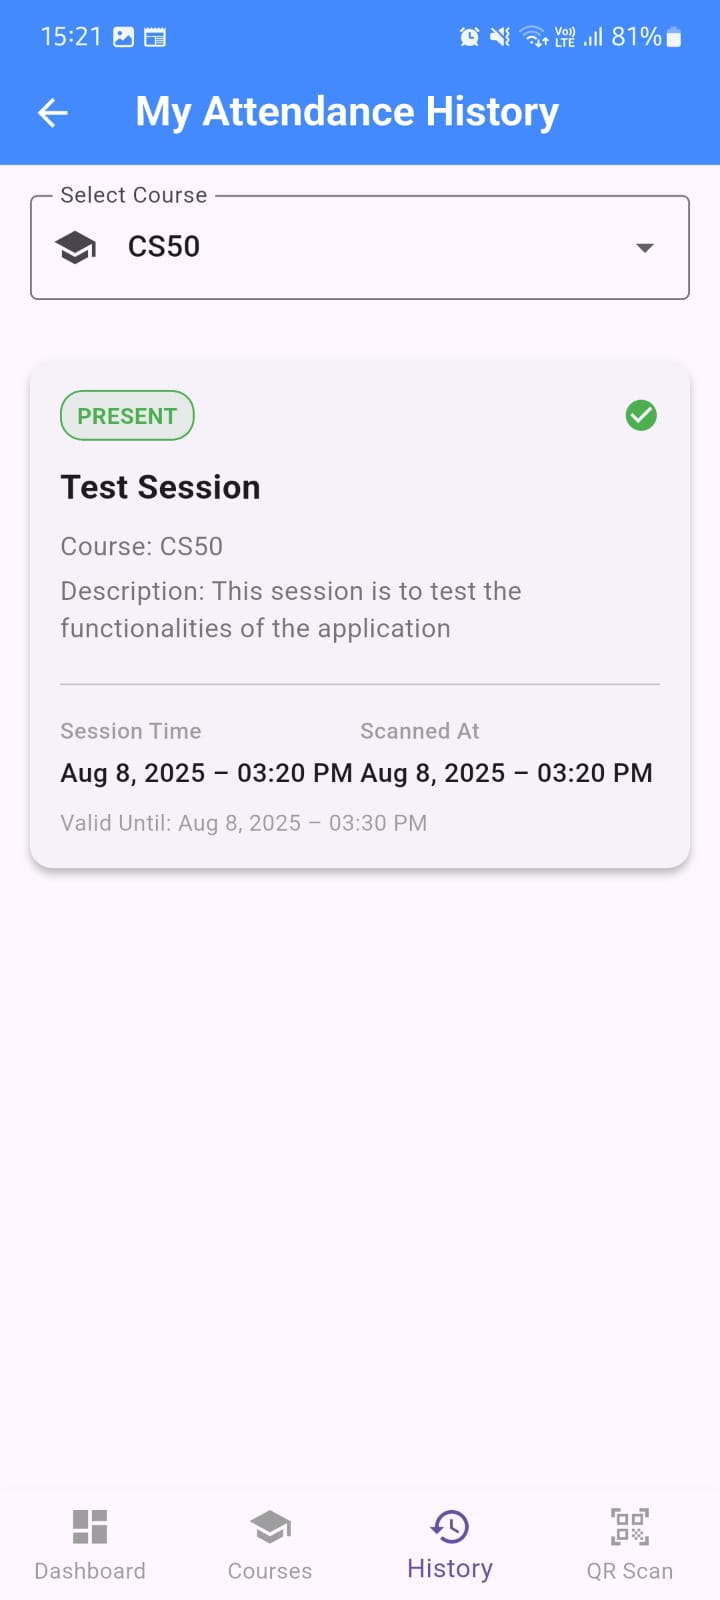 15:21 Vo)) LTE 81%
My Attendance History
Select Course
CS50
PRESENT
Test Session
Course: CS50
Description: This session is to test the
functionalities of the application
Session Time Scanned At
Aug 8, 2025 – 03:20 PM Aug 8, 2025 – 03:20 PM
Valid Until: Aug 8, 2025 – 03:30 PM
Dashboard Courses History QR Scan